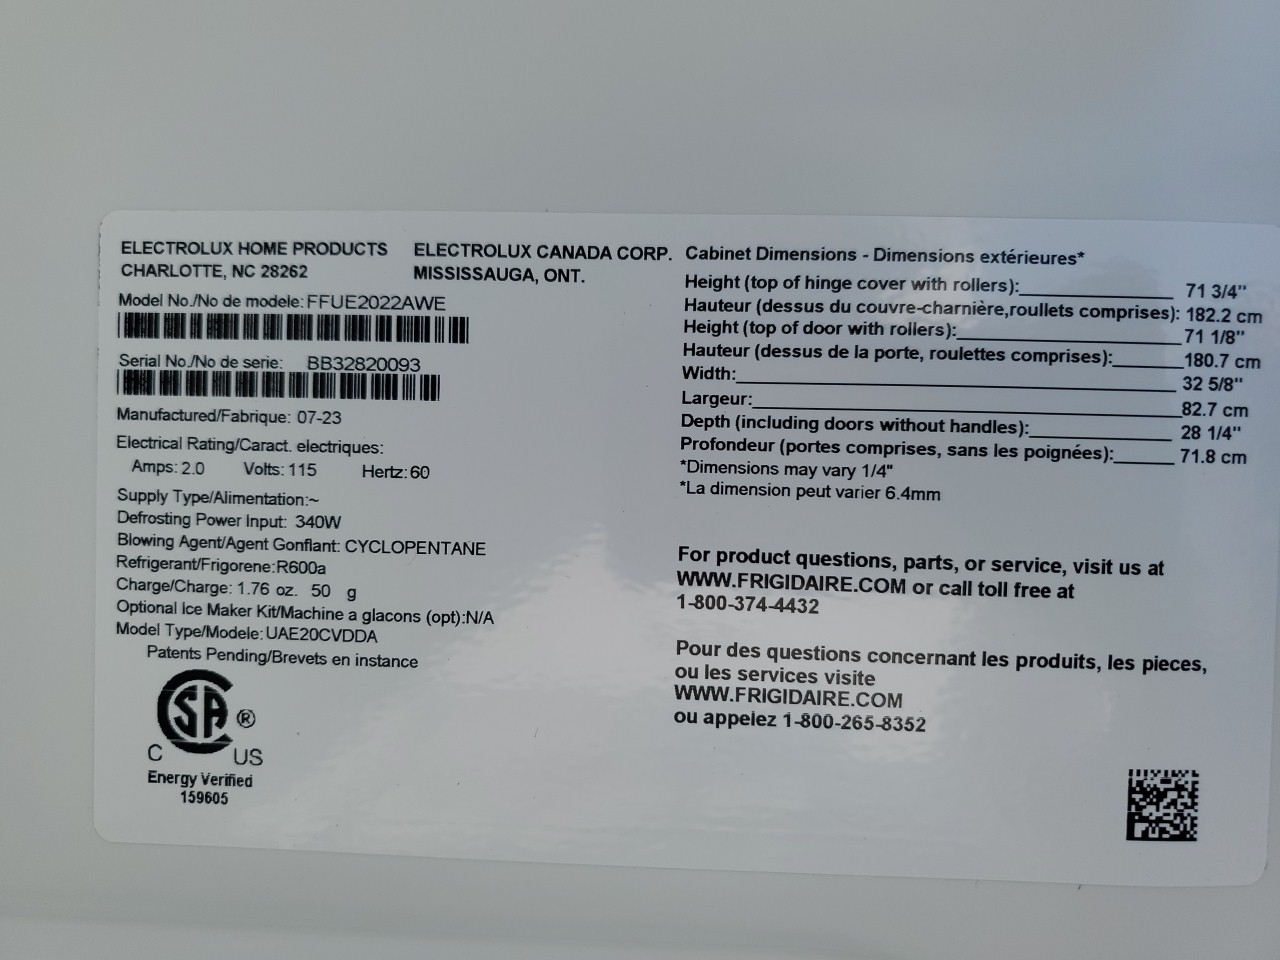 ELECTROLUX HOME PRODUCTS
CHARLOTTE, NC 28262
ELECTROLUX CANADA CORP.
MISSISSAUGA, ONT.
Model No./No de modele: FFUE2022AWE
Serial No./No de serie: BB32820093
Manufactured/Fabrique: 07-23
Electrical Rating/Caract. electriques:
Amps: 2.0 Volts: 115 Hertz: 60
Supply Type/Alimentation:~
Defrosting Power Input: 340W
Blowing Agent/Agent Gonflant: CYCLOPENTANE
Refrigerant/Frigorene: R600a
Charge/Charge: 1.76 oz. 50 g
Optional Ice Maker Kit/Machine a glacons (opt):N/A
Model Type/Modele: UAE20CVDDA
Patents Pending/Brevets en instance
CSA ®
C US
Energy Verified
159605
Cabinet Dimensions - Dimensions extérieures*
Height (top of hinge cover with rollers):_______ 71 3/4"
Hauteur (dessus du couvre-charnière,roullets comprises): 182.2 cm
Height (top of door with rollers):_______ 71 1/8"
Hauteur (dessus de la porte, roulettes comprises):_______ 180.7 cm
Width:_______ 32 5/8"
Largeur:_______ 82.7 cm
Depth (including doors without handles):_______ 28 1/4"
Profondeur (portes comprises, sans les poignées):_______ 71.8 cm
*Dimensions may vary 1/4"
*La dimension peut varier 6.4mm
For product questions, parts, or service, visit us at
WWW.FRIGIDAIRE.COM or call toll free at
1-800-374-4432
Pour des questions concernant les produits, les pieces,
ou les services visite
WWW.FRIGIDAIRE.COM
ou appelez 1-800-265-8352